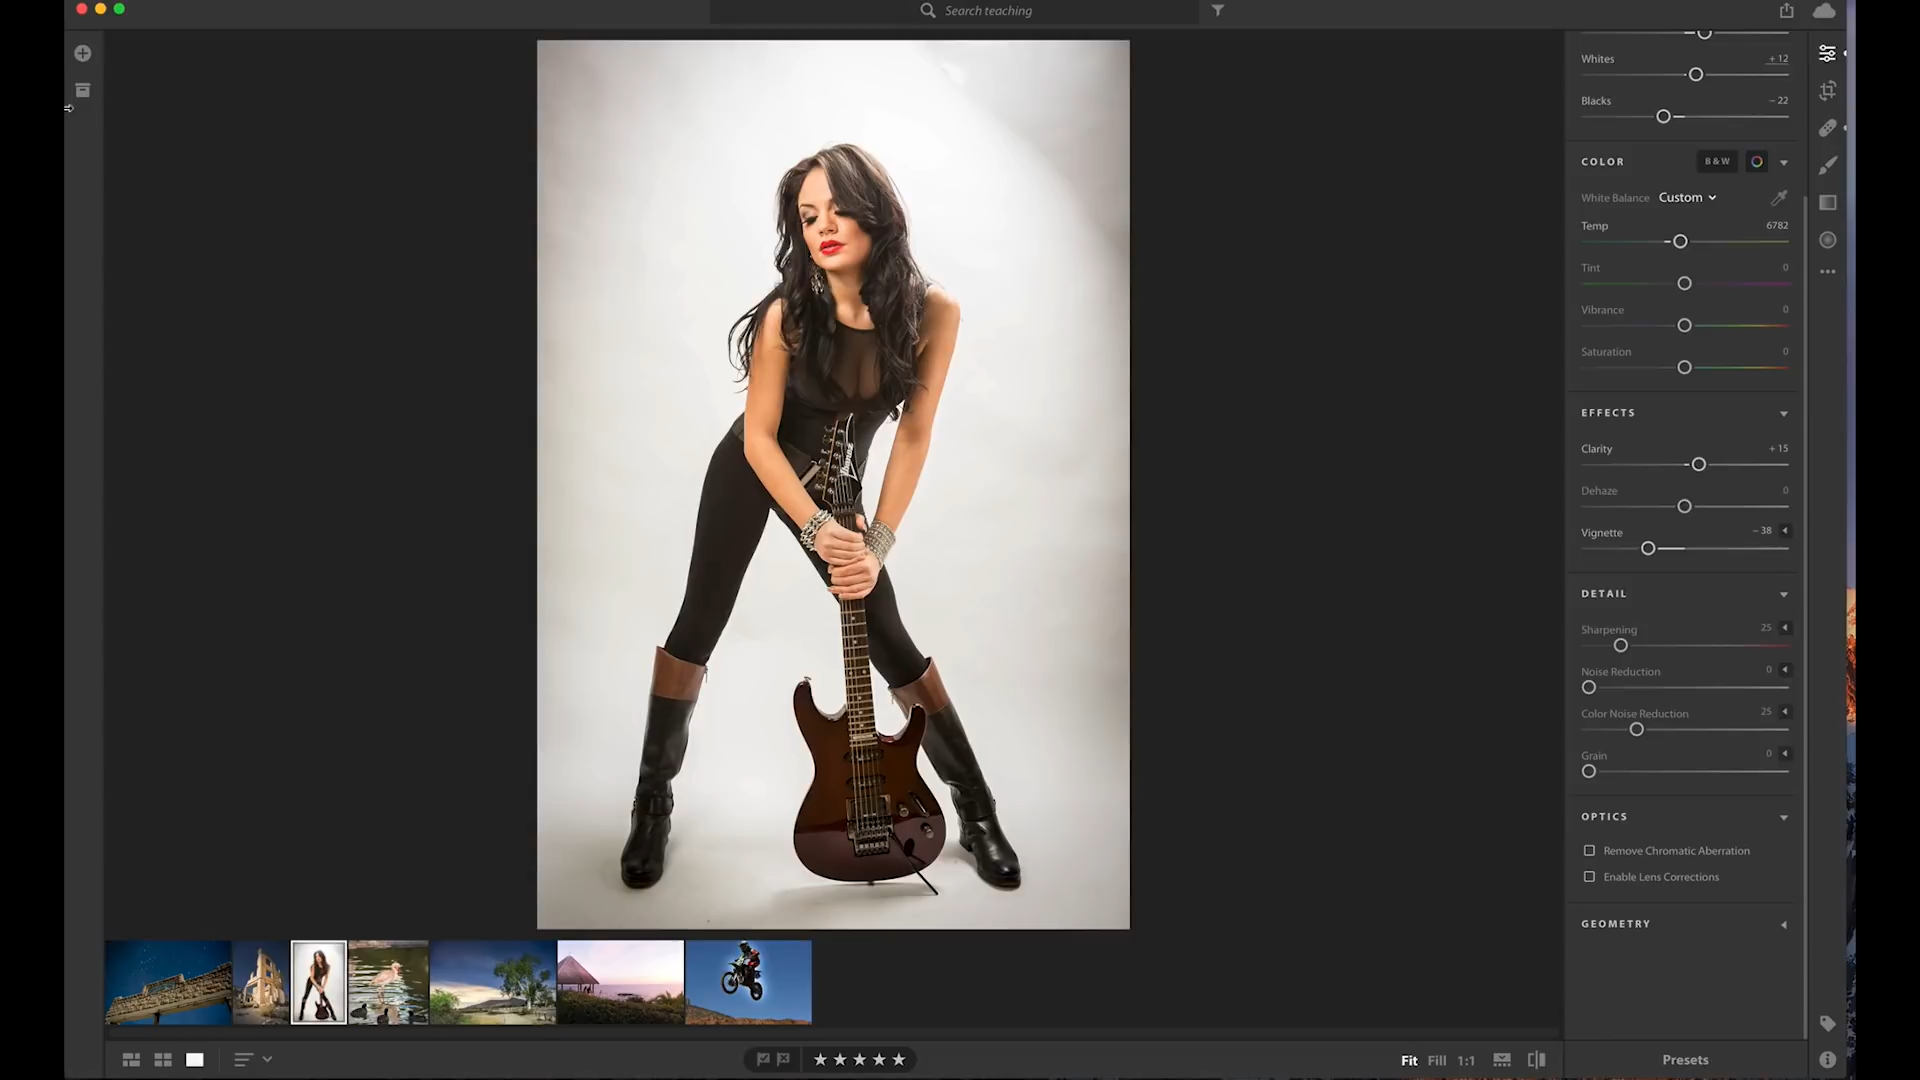 Search teaching
Whites +12
Blacks -22
COLOR B & W
White Balance Custom
Temp 6782
Tint 0
Vibrance 0
Saturation 0
EFFECTS
Clarity +15
Dehaze 0
Vignette -38
DETAIL
Sharpening 25
Noise Reduction 0
Color Noise Reduction 25
Grain 0
OPTICS
Remove Chromatic Aberration
Enable Lens Corrections
GEOMETRY
Ibanez
Fit Fill 1:1
Presets